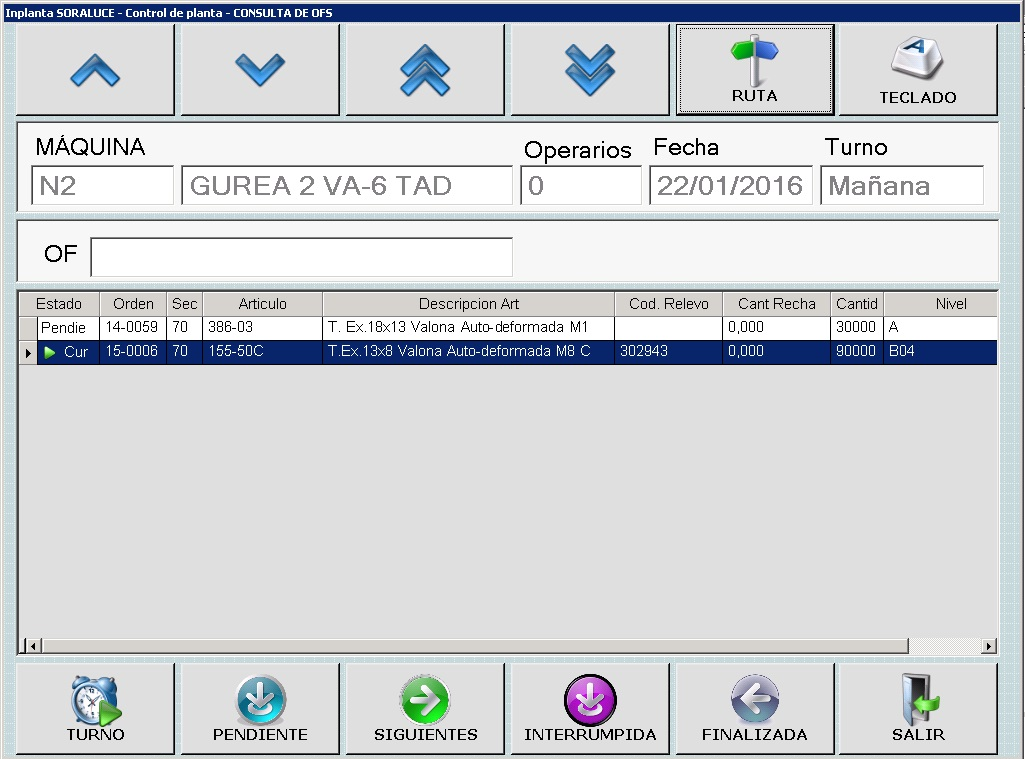 Inplanta SORALUCE - Control de planta - CONSULTA DE OFS
RUTA
TECLADO
MÁQUINA Operarios Fecha Turno
N2 GUREA 2 VA-6 TAD 0 22/01/2016 Mañana
OF
Estado Orden Sec Articulo Descripcion Art Cod. Relevo Cant Recha Cantid Nivel
Pendie 14-0059 70 386-03 T. Ex.18x13 Valona Auto-deformada M1 0,000 30000 A
Cur 15-0006 70 155-50C T.Ex.13x8 Valona Auto-deformada M8 C 302943 0,000 90000 B04
TURNO PENDIENTE SIGUIENTES INTERRUMPIDA FINALIZADA SALIR